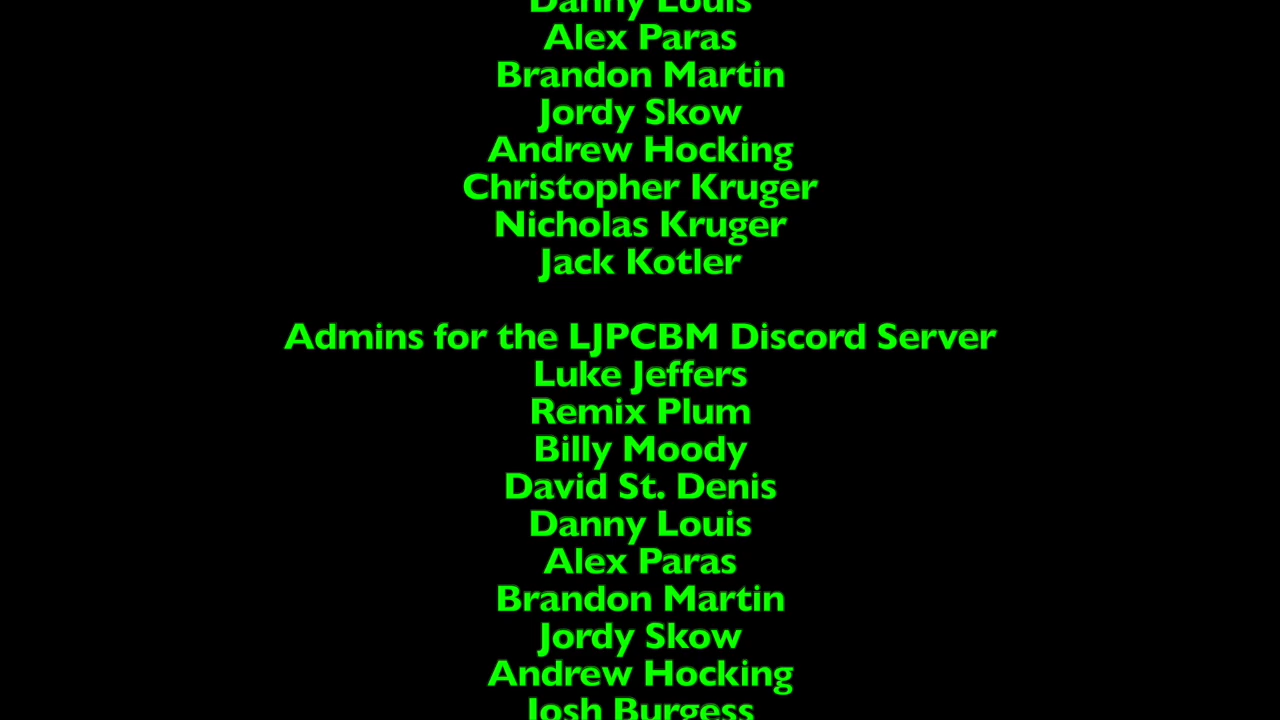 Danny Louis
Alex Paras
Brandon Martin
Jordy Skow
Andrew Hocking
Christopher Kruger
Nicholas Kruger
Jack Kotler
Admins for the LJPCBM Discord Server
Luke Jeffers
Remix Plum
Billy Moody
David St. Denis
Danny Louis
Alex Paras
Brandon Martin
Jordy Skow
Andrew Hocking
Josh Burgess